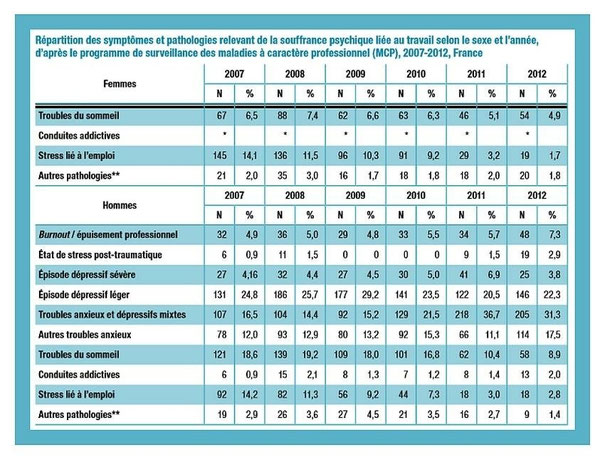 Répartition des symptômes et pathologies relevant de la souffrance psychique liée au travail selon le sexe et l'année,
d'après le programme de surveillance des maladies à caractère professionnel (MCP), 2007-2012, France
Femmes 2007 2008 2009 2010 2011 2012
N % N % N % N % N % N %
Troubles du sommeil 67 6,5 88 7,4 62 6,6 63 6,3 46 5,1 54 4,9
Conduites addictives * * * * * *
Stress lié à l'emploi 145 14,1 136 11,5 96 10,3 91 9,2 29 3,2 19 1,7
Autres pathologies** 21 2,0 35 3,0 16 1,7 18 1,8 18 2,0 20 1,8
Hommes 2007 2008 2009 2010 2011 2012
N % N % N % N % N % N %
Burnout / épuisement professionnel 32 4,9 36 5,0 29 4,8 33 5,5 34 5,7 48 7,3
État de stress post-traumatique 6 0,9 11 1,5 0 0 0 0 9 1,5 19 2,9
Épisode dépressif sévère 27 4,16 32 4,4 27 4,5 30 5,0 41 6,9 25 3,8
Épisode dépressif léger 131 24,8 186 25,7 177 29,2 141 23,5 122 20,5 146 22,3
Troubles anxieux et dépressifs mixtes 107 16,5 104 14,4 92 15,2 129 21,5 218 36,7 205 31,3
Autres troubles anxieux 78 12,0 93 12,9 80 13,2 92 15,3 66 11,1 114 17,5
Troubles du sommeil 121 18,6 139 19,2 109 18,0 101 16,8 62 10,4 58 8,9
Conduites addictives 6 0,9 15 2,1 8 1,3 7 1,2 8 1,4 13 2,0
Stress lié à l'emploi 92 14,2 82 11,3 56 9,2 44 7,3 18 3,0 18 2,8
Autres pathologies** 19 2,9 26 3,6 27 4,5 21 3,5 16 2,7 9 1,4